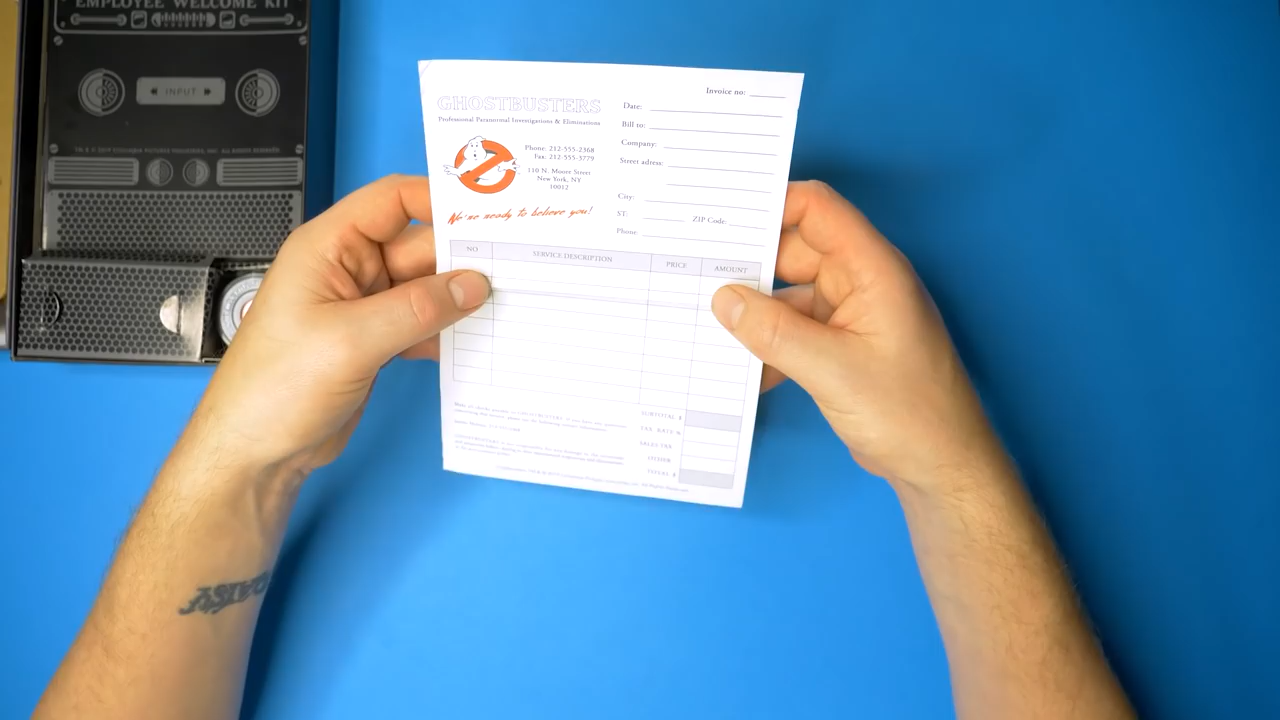 EMPLOYEE WELCOME KIT
INPUT
GHOSTBUSTERS
Professional Paranormal Investigations & Eliminations
Phone. 212-555-2368
Fax. 212-555-3779
110 N. Moore Street
New York, NY
10012
We're ready to believe you!
Invoice no:
Date:
Bill to:
Company:
Street adress:
City:
ST:
ZIP Code:
Phone:
NO
SERVICE DESCRIPTION
PRICE
AMOUNT
SUBTOTAL $
TAX RATE %
SALES TAX
OTHER
TOTAL $